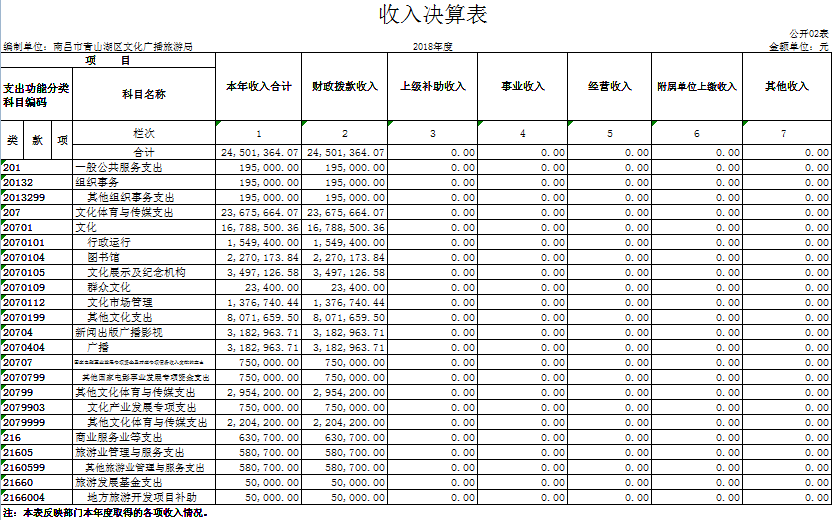 收入决算表
公开02表
编制单位：南昌市青山湖区文化广播旅游局 2018年度 金额单位：元
项 目 本年收入合计 财政拨款收入 上级补助收入 事业收入 经营收入 附属单位上缴收入 其他收入
支出功能分类科目编码 科目名称
类 款 项 栏次 1 2 3 4 5 6 7
合计 24,501,364.07 24,501,364.07 0.00 0.00 0.00 0.00 0.00
201 一般公共服务支出 195,000.00 195,000.00 0.00 0.00 0.00 0.00 0.00
20132 组织事务 195,000.00 195,000.00 0.00 0.00 0.00 0.00 0.00
2013299 其他组织事务支出 195,000.00 195,000.00 0.00 0.00 0.00 0.00 0.00
207 文化体育与传媒支出 23,675,664.07 23,675,664.07 0.00 0.00 0.00 0.00 0.00
20701 文化 16,788,500.36 16,788,500.36 0.00 0.00 0.00 0.00 0.00
2070101 行政运行 1,549,400.00 1,549,400.00 0.00 0.00 0.00 0.00 0.00
2070104 图书馆 2,270,173.84 2,270,173.84 0.00 0.00 0.00 0.00 0.00
2070105 文化展示及纪念机构 3,497,126.58 3,497,126.58 0.00 0.00 0.00 0.00 0.00
2070109 群众文化 23,400.00 23,400.00 0.00 0.00 0.00 0.00 0.00
2070112 文化市场管理 1,376,740.44 1,376,740.44 0.00 0.00 0.00 0.00 0.00
2070199 其他文化支出 8,071,659.50 8,071,659.50 0.00 0.00 0.00 0.00 0.00
20704 新闻出版广播影视 3,182,963.71 3,182,963.71 0.00 0.00 0.00 0.00 0.00
2070404 广播 3,182,963.71 3,182,963.71 0.00 0.00 0.00 0.00 0.00
20707 750,000.00 750,000.00 0.00 0.00 0.00 0.00 0.00
2070799 其他国家电影事业发展专项资金支出 750,000.00 750,000.00 0.00 0.00 0.00 0.00 0.00
20799 其他文化体育与传媒支出 2,954,200.00 2,954,200.00 0.00 0.00 0.00 0.00 0.00
2079903 文化产业发展专项支出 750,000.00 750,000.00 0.00 0.00 0.00 0.00 0.00
2079999 其他文化体育与传媒支出 2,204,200.00 2,204,200.00 0.00 0.00 0.00 0.00 0.00
216 商业服务业等支出 630,700.00 630,700.00 0.00 0.00 0.00 0.00 0.00
21605 旅游业管理与服务支出 580,700.00 580,700.00 0.00 0.00 0.00 0.00 0.00
2160599 其他旅游业管理与服务支出 580,700.00 580,700.00 0.00 0.00 0.00 0.00 0.00
21660 旅游发展基金支出 50,000.00 50,000.00 0.00 0.00 0.00 0.00 0.00
2166004 地方旅游开发项目补助 50,000.00 50,000.00 0.00 0.00 0.00 0.00 0.00
注：本表反映部门本年度取得的各项收入情况。